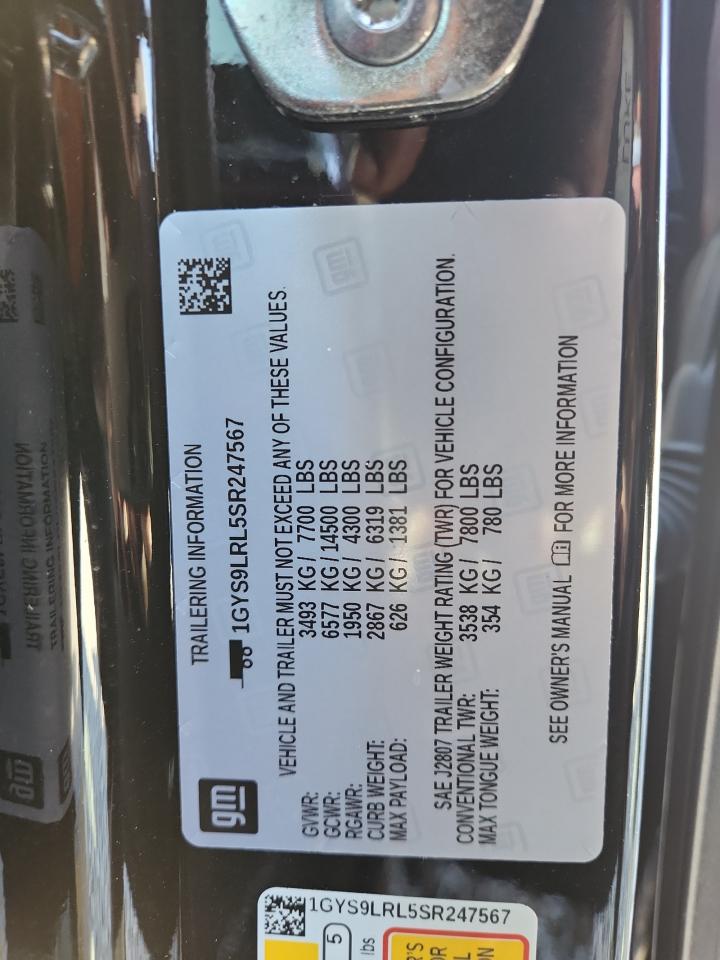 gm
TRAILERING INFORMATION
1GYS9LRL5SR247567
VEHICLE AND TRAILER MUST NOT EXCEED ANY OF THESE VALUES.
GVWR: 3493 KG / 7700 LBS
GCWR: 6577 KG / 14500 LBS
RGAWR: 1950 KG / 4300 LBS
CURB WEIGHT: 2867 KG / 6319 LBS
MAX PAYLOAD: 626 KG / 1381 LBS
SAE J2807 TRAILER WEIGHT RATING (TWR) FOR VEHICLE CONFIGURATION.
CONVENTIONAL TWR: 3538 KG / 7800 LBS
MAX TONGUE WEIGHT: 354 KG / 780 LBS
SEE OWNER'S MANUAL FOR MORE INFORMATION
1GYS9LRL5SR247567
5
lbs